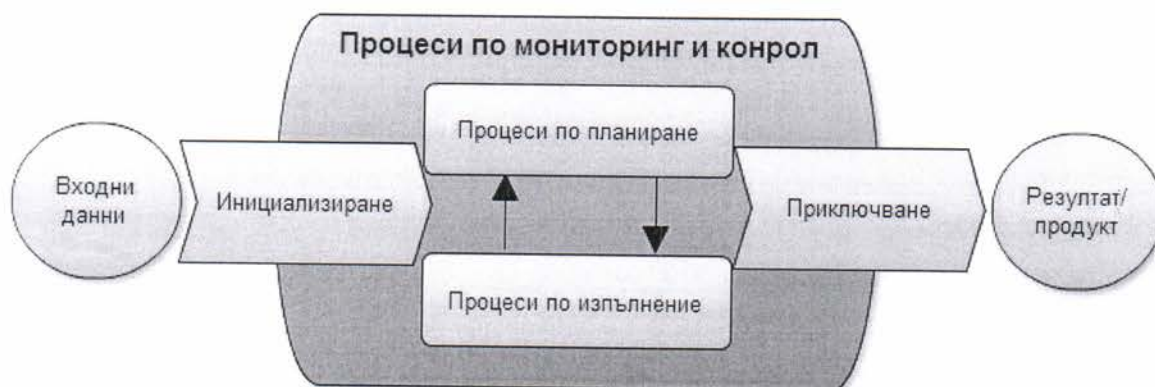 Процеси по мониторинг и конрол
Процеси по планиране
Входни
данни
Инициализиране
Приключване
Резултат/
продукт
Процеси по изпълнение